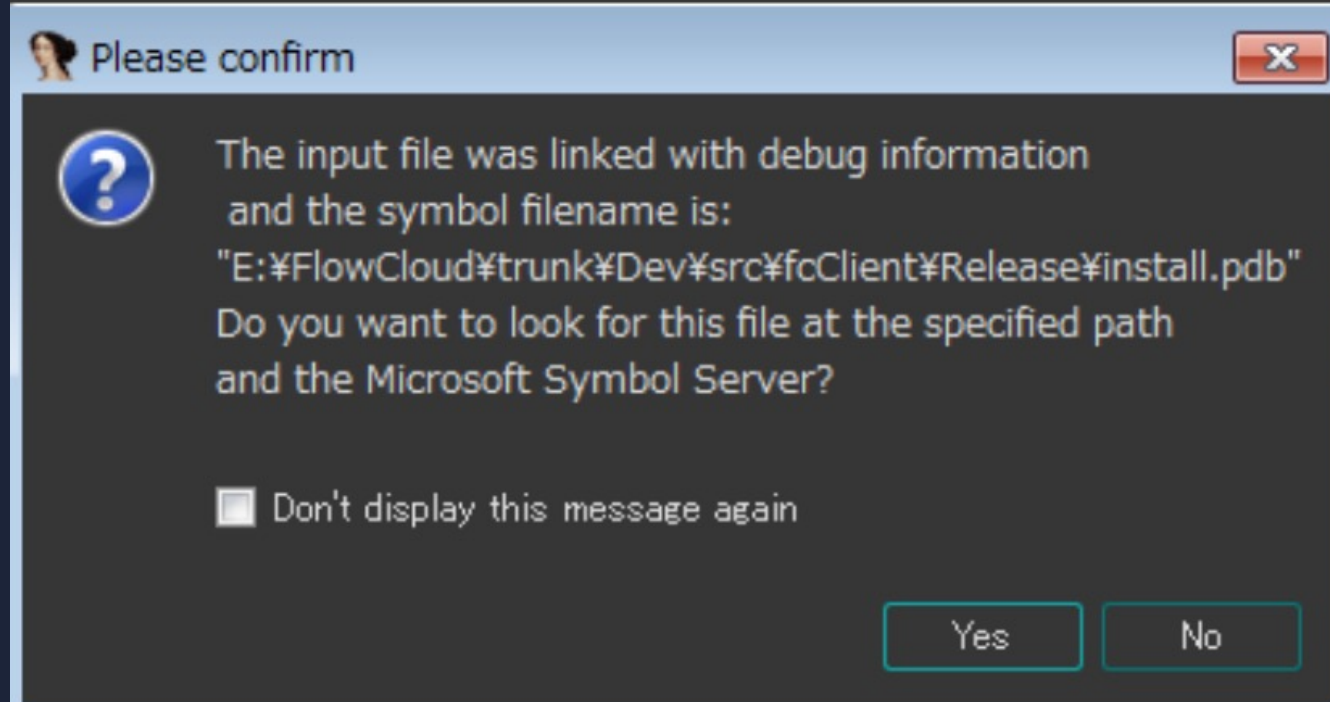 Please confirm
The input file was linked with debug information
and the symbol filename is:
"E:¥FlowCloud¥trunk¥Dev¥src¥fcClient¥Release¥install.pdb"
Do you want to look for this file at the specified path
and the Microsoft Symbol Server?
Don't display this message again
Yes No